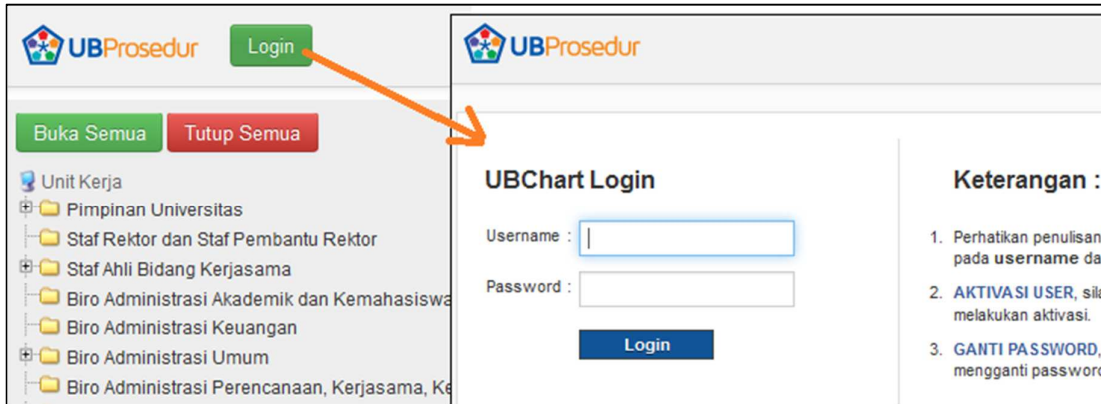 UBProsedur
Login
Buka Semua
Tutup Semua
Unit Kerja
Pimpinan Universitas
Staf Rektor dan Staf Pembantu Rektor
Staf Ahli Bidang Kerjasama
Biro Administrasi Akademik dan Kemahasiswa
Biro Administrasi Keuangan
Biro Administrasi Umum
Biro Administrasi Perencanaan, Kerjasama, Ke
UBProsedur
UBChart Login
Username :
Password :
Login
Keterangan :
1. Perhatikan penulisan
pada username da
2. AKTIVASI USER, sila
melakukan aktivasi.
3. GANTI PASSWORD,
mengganti password